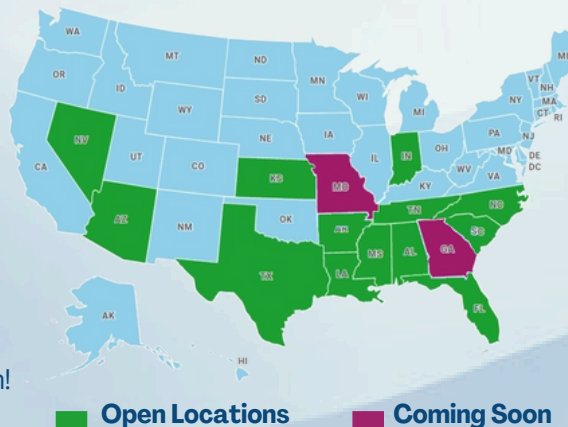 WA
MT
ND
MN
ME
OR
ID
SD
WI
MI
VT
NH
NY
MA
CT
RI
WY
NV
NE
IA
PA
NJ
UT
CO
IL
IN
OH
MD
DE
DC
CA
KS
MO
KY
WV
VA
AZ
NM
OK
AR
TN
NC
SC
TX
LA
MS
AL
GA
FL
AK
HI
Open Locations
Coming Soon